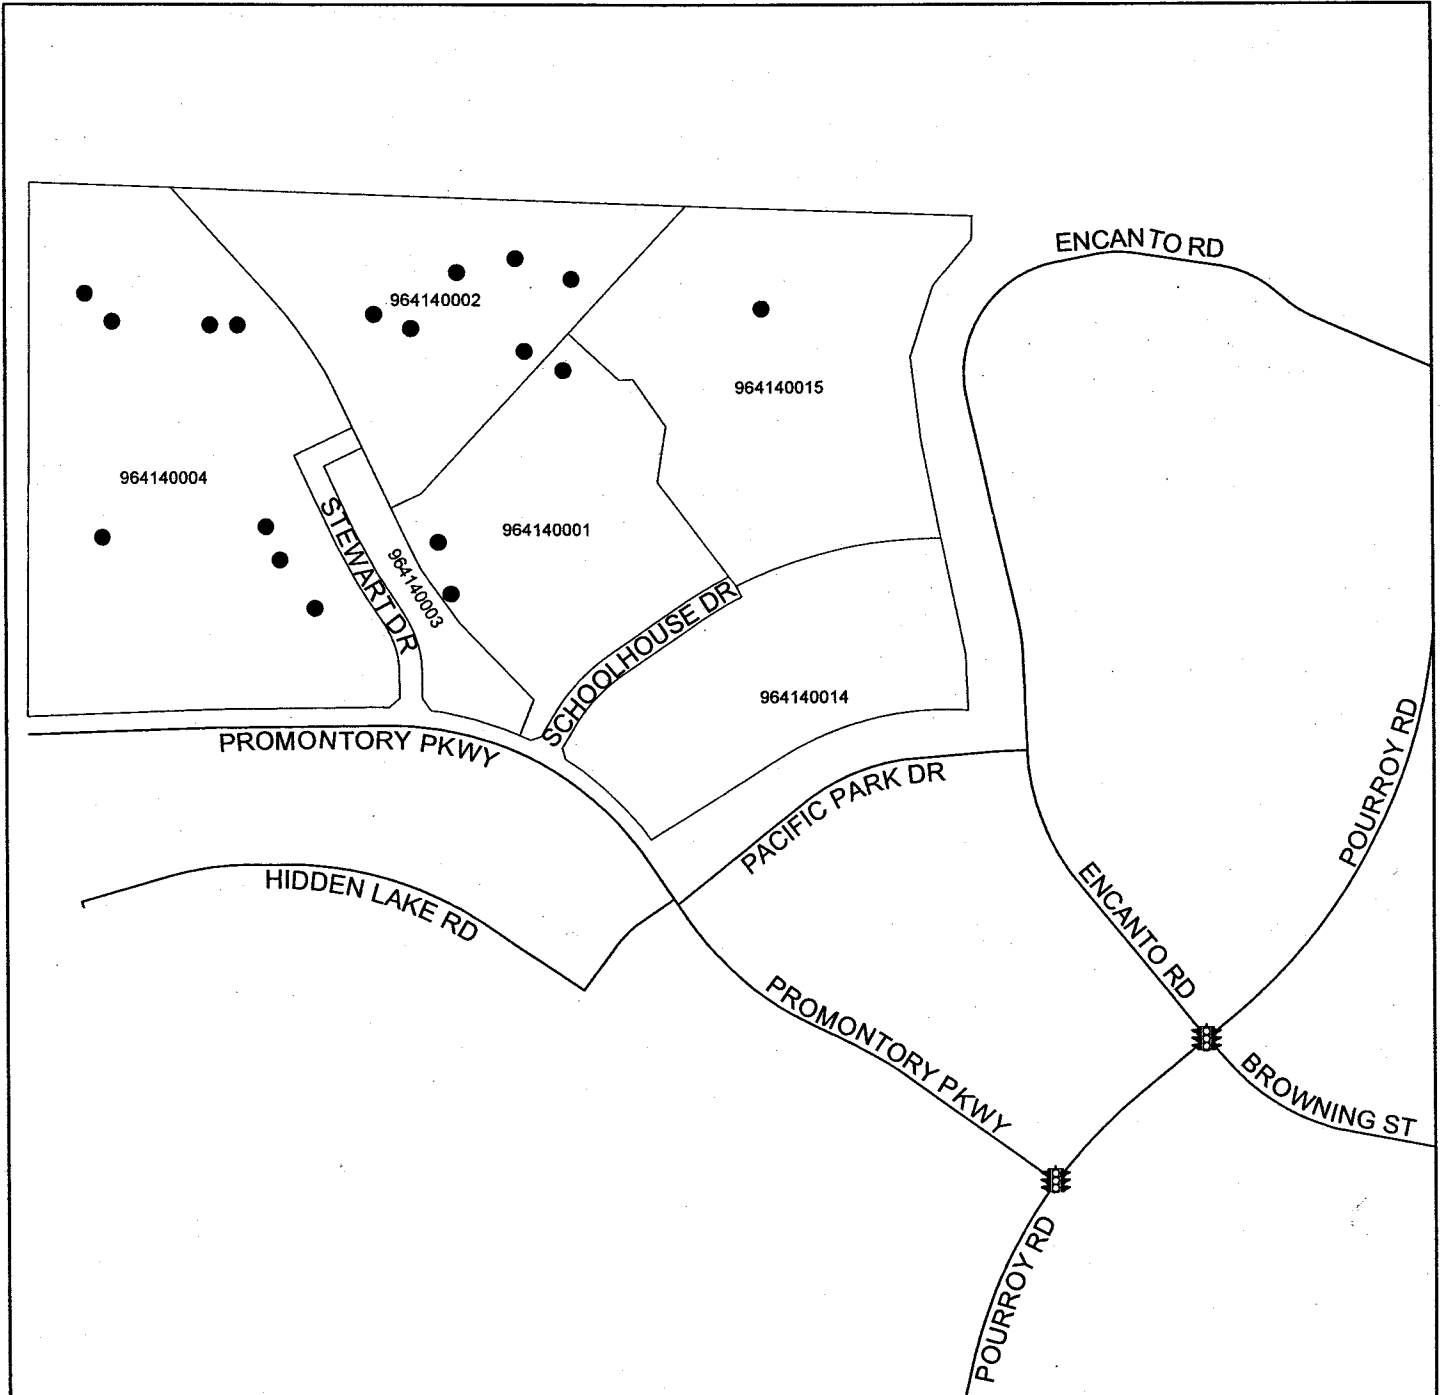 ENCANTO RD
964140002
964140015
964140004
STEWART DR
964140003
964140001
SCHOOLHOUSE DR
964140014
PROMONTORY PKWY
PACIFIC PARK DR
POURROY RD
HIDDEN LAKE RD
ENCANTO RD
PROMONTORY PKWY
BROWNING ST
POURROY RD